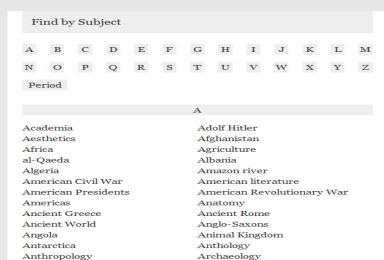 Find by Subject
A B C D E F G H I J K L M
N O P Q R S T U V W X Y Z
Period
A
Academia Adolf Hitler
Aesthetics Afghanistan
Africa Agriculture
al-Qaeda Albania
Algeria Amazon river
American Civil War American literature
American Presidents American Revolutionary War
Americas Anatomy
Ancient Greece Ancient Rome
Ancient World Anglo-Saxons
Angola Animal Kingdom
Antarctica Anthology
Anthropology Archaeology